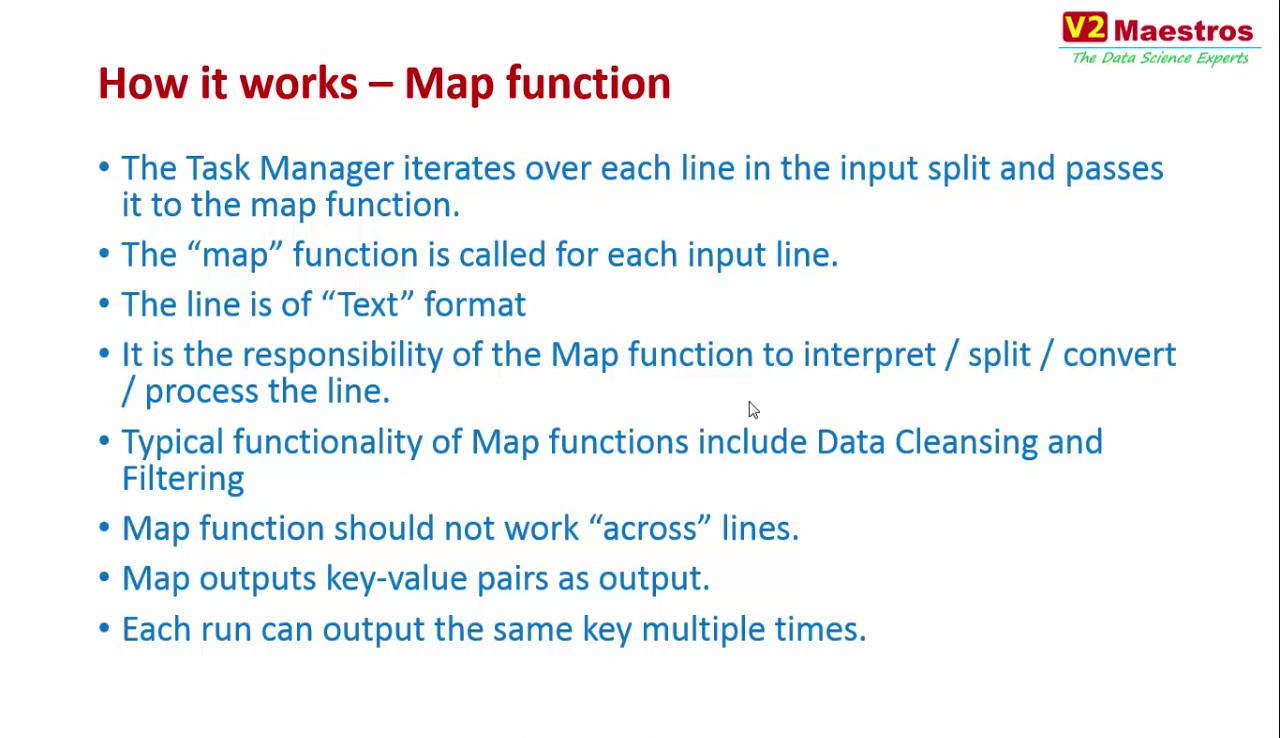 V2 Maestros
The Data Science Experts
How it works – Map function
• The Task Manager iterates over each line in the input split and passes
it to the map function.
• The “map” function is called for each input line.
• The line is of “Text” format
• It is the responsibility of the Map function to interpret / split / convert
/ process the line.
• Typical functionality of Map functions include Data Cleansing and
Filtering
• Map function should not work “across” lines.
• Map outputs key-value pairs as output.
• Each run can output the same key multiple times.